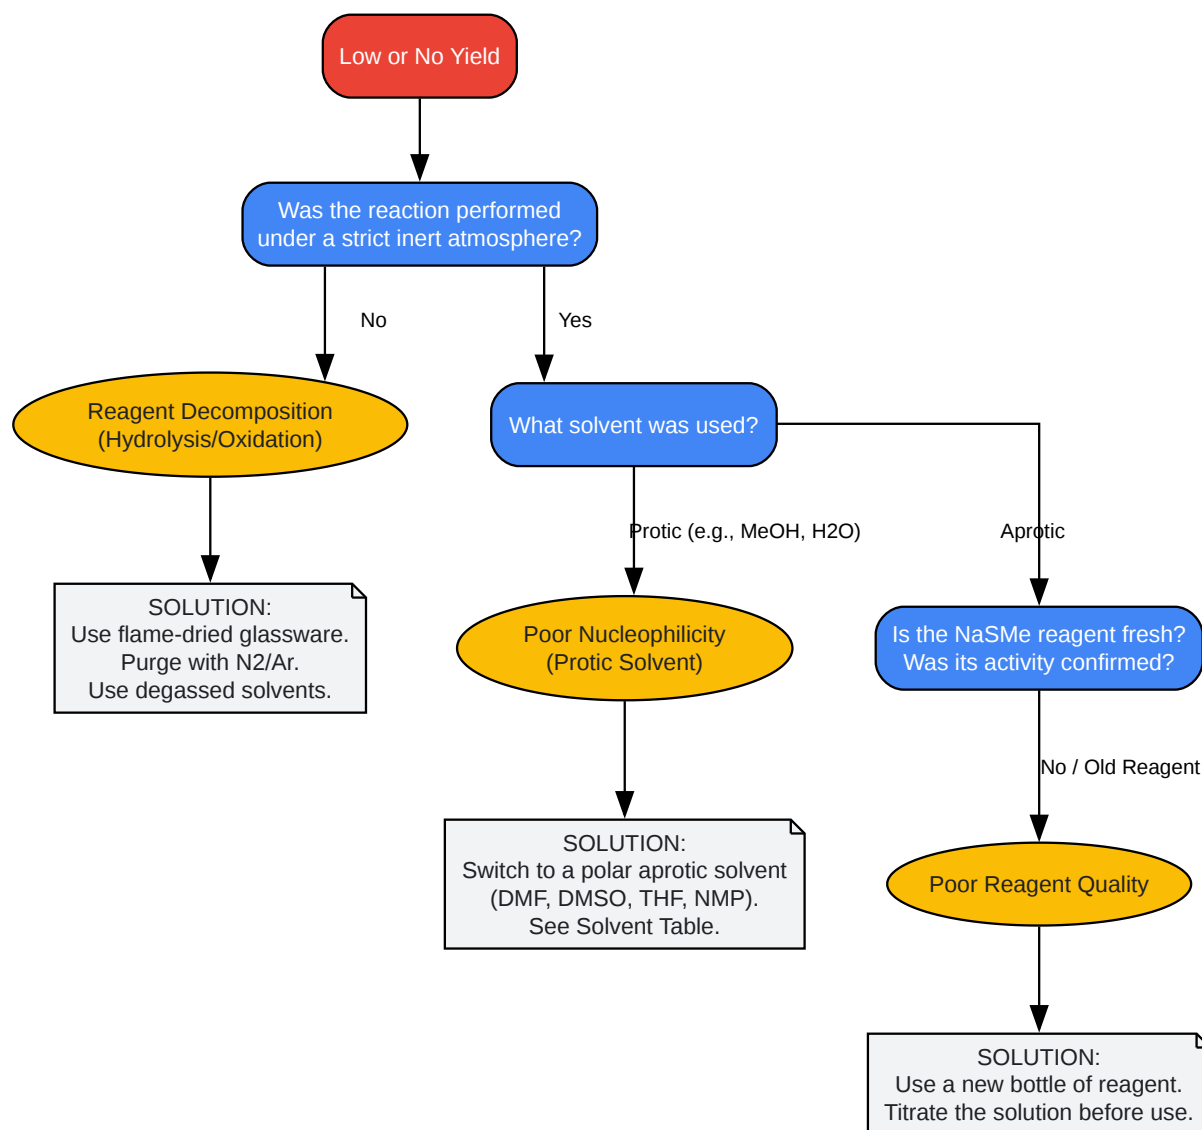 Low or No Yield
Was the reaction performed
under a strict inert atmosphere?
No
Yes
Reagent Decomposition
(Hydrolysis/Oxidation)
What solvent was used?
Protic (e.g., MeOH, H2O)
Aprotic
SOLUTION:
Use flame-dried glassware.
Purge with N2/Ar.
Use degassed solvents.
Poor Nucleophilicity
(Protic Solvent)
Is the NaSMe reagent fresh?
Was its activity confirmed?
No / Old Reagent
SOLUTION:
Switch to a polar aprotic solvent
(DMF, DMSO, THF, NMP).
See Solvent Table.
Poor Reagent Quality
SOLUTION:
Use a new bottle of reagent.
Titrate the solution before use.